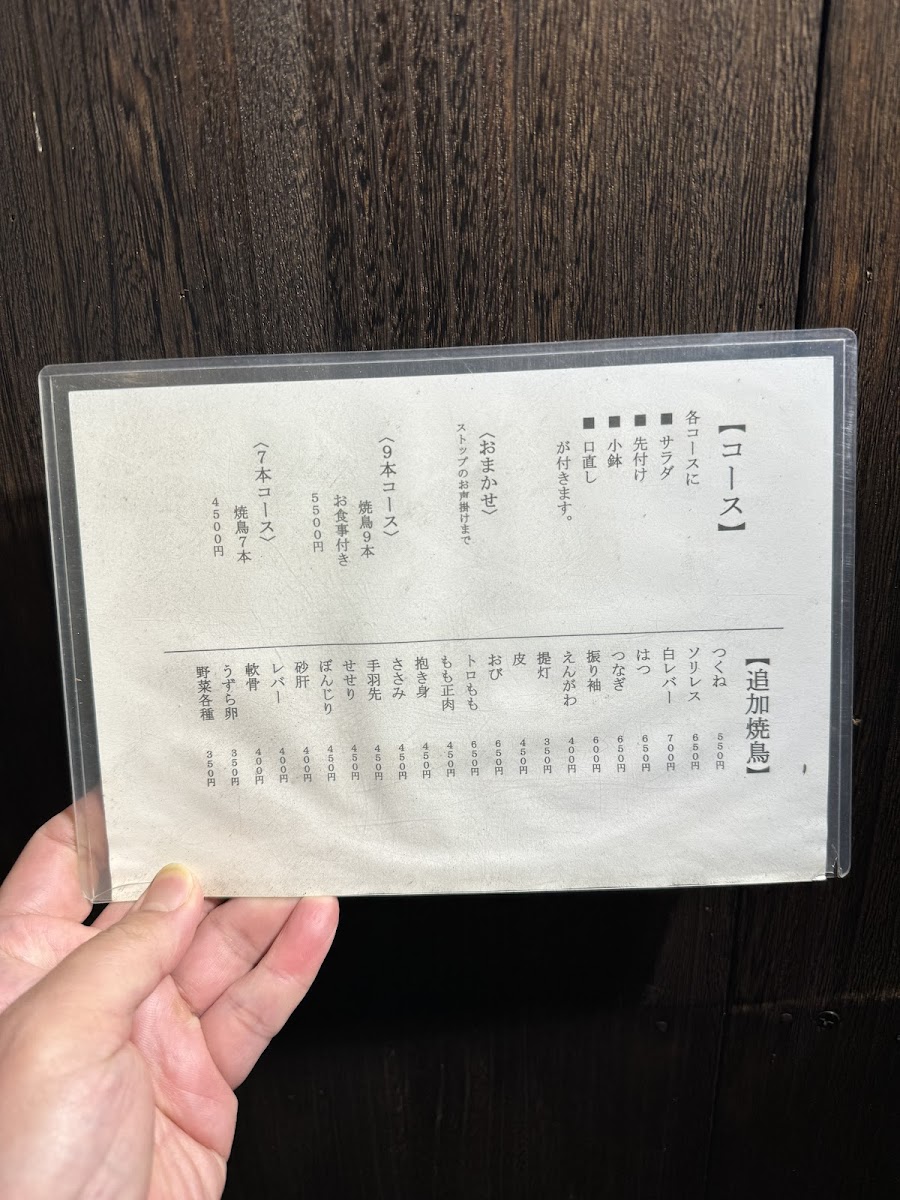 【コース】
各コースに
■ サラダ
■ 先付け
■ 小鉢
■ 口直し
が付きます。
〈おまかせ〉
ストップのお声掛けまで
〈9本コース〉
焼鳥9本
お食事付き
5500円
〈7本コース〉
焼鳥7本
4500円
【追加焼鳥】
つくね 550円
ソリレス 650円
白レバー 700円
はつ 650円
つなぎ 650円
振り袖 600円
えんがわ 400円
提灯 350円
皮 450円
おび 650円
トロもも 650円
もも正肉 450円
抱き身 450円
ささみ 450円
手羽先 450円
せせり 450円
ぼんじり 450円
砂肝 400円
レバー 400円
軟骨 400円
うずら卵 350円
野菜各種 350円